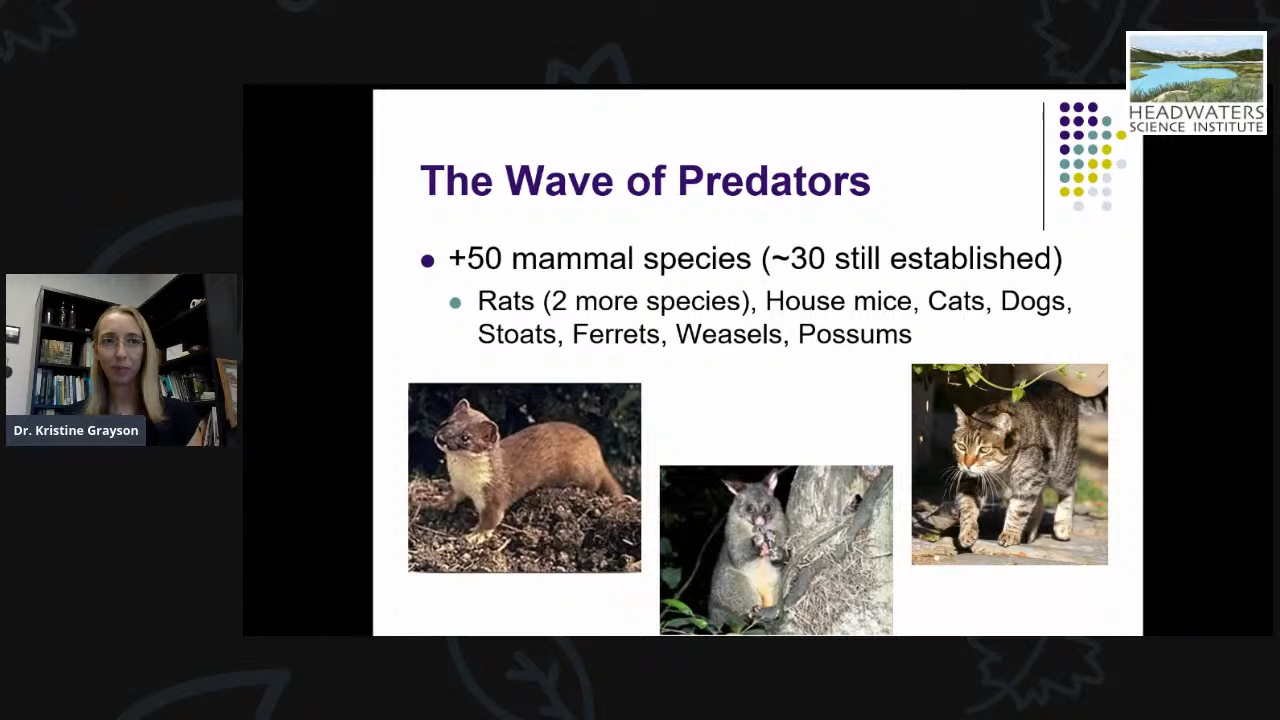 HEADWATERS
SCIENCE INSTITUTE
The Wave of Predators
+50 mammal species (~30 still established)
Rats (2 more species), House mice, Cats, Dogs,
Stoats, Ferrets, Weasels, Possums
Dr. Kristine Grayson